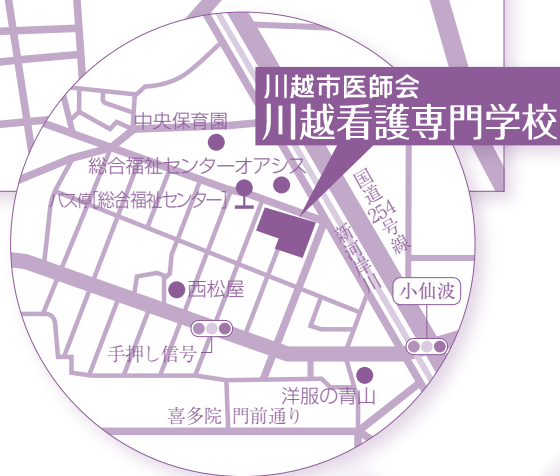 川越市医師会
川越看護専門学校
中央保育園
総合福祉センターオアシス
バス停「総合福祉センター」
国道254号線
新河岸川
小仙波
西松屋
手押し信号
洋服の青山
喜多院 門前通り